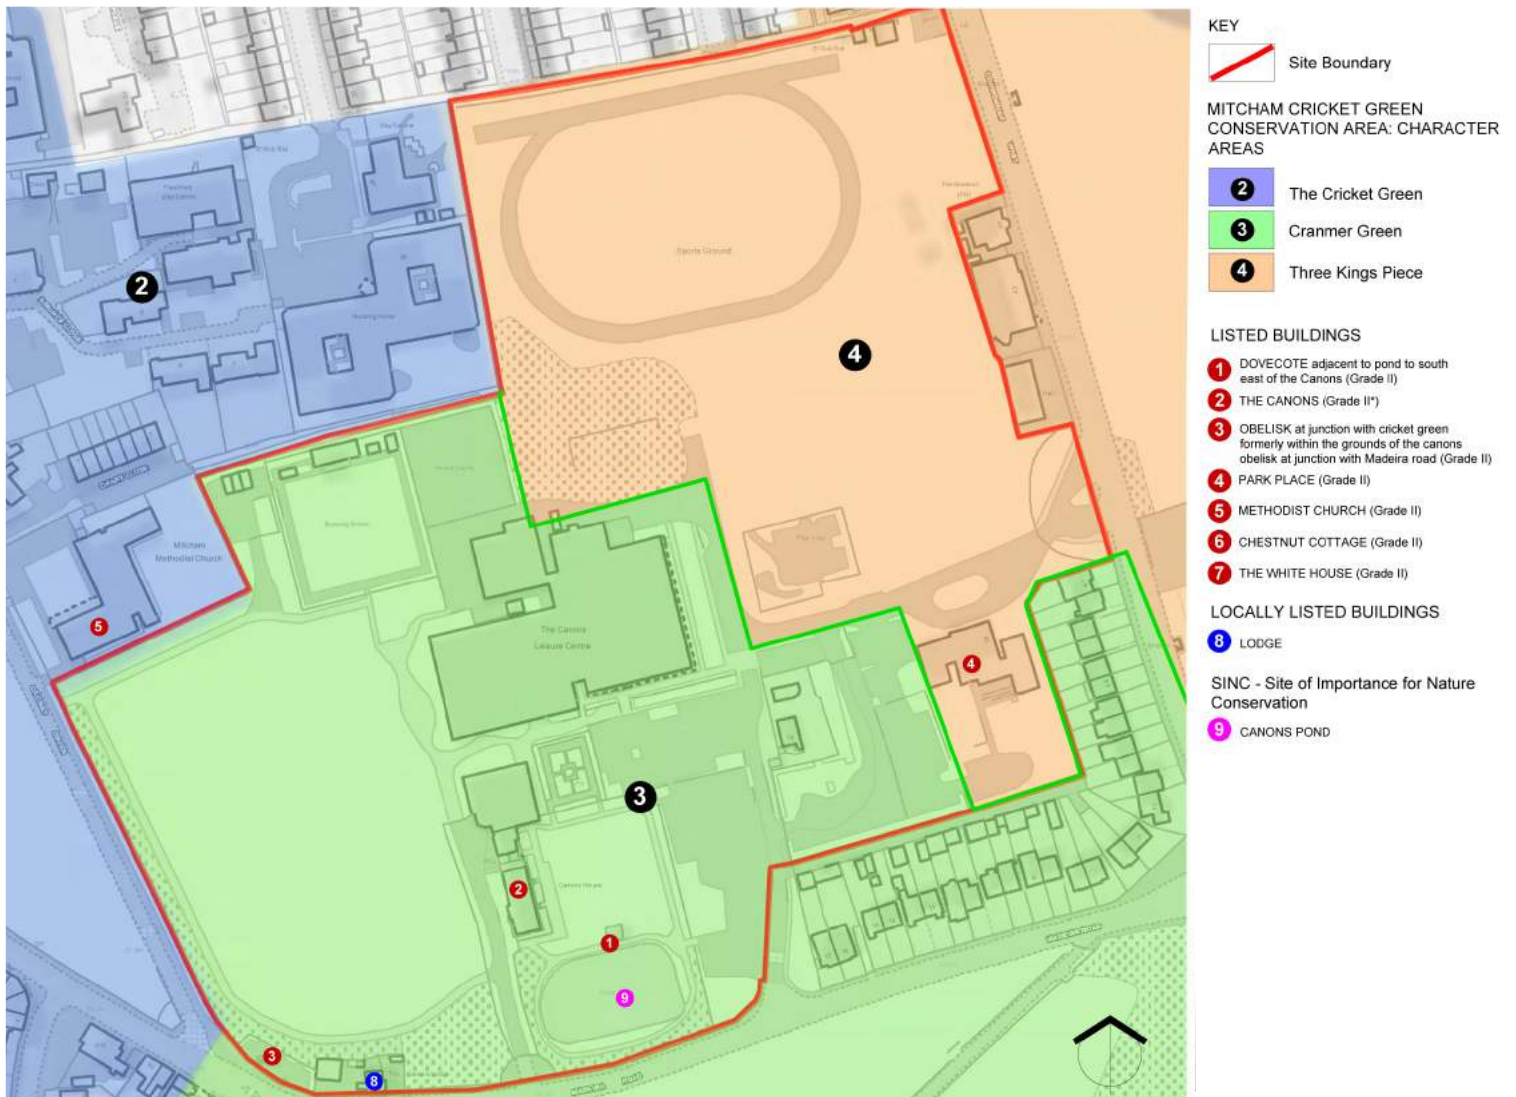 KEY
Site Boundary
MITCHAM CRICKET GREEN
CONSERVATION AREA: CHARACTER
AREAS
2 The Cricket Green
3 Cranmer Green
4 Three Kings Piece
LISTED BUILDINGS
1 DOVECOTE adjacent to pond to south
east of the Canons (Grade II)
2 THE CANONS (Grade II*)
3 OBELISK at junction with cricket green
formerly within the grounds of the canons
obelisk at junction with Madeira road (Grade II)
4 PARK PLACE (Grade II)
5 METHODIST CHURCH (Grade II)
6 CHESTNUT COTTAGE (Grade II)
7 THE WHITE HOUSE (Grade II)
LOCALLY LISTED BUILDINGS
8 LODGE
SINC - Site of Importance for Nature
Conservation
9 CANONS POND
2
Nursing Home
Sports Ground
4
Bowling Green
Mitcham
Methodist Church
5
The Canons
Leisure Centre
4
3
2
Canons House
1
9
3
8